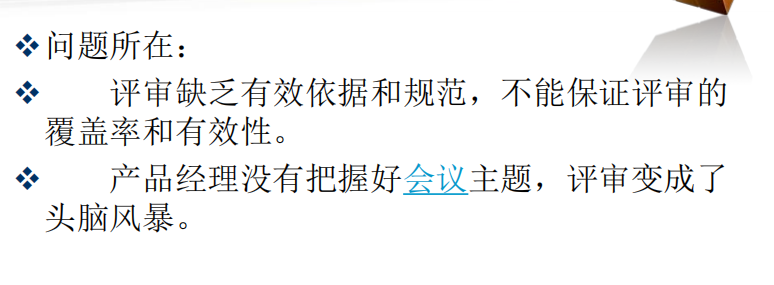 ❖问题所在：
❖ 评审缺乏有效依据和规范，不能保证评审的
覆盖率和有效性。
❖ 产品经理没有把握好会议主题，评审变成了
头脑风暴。